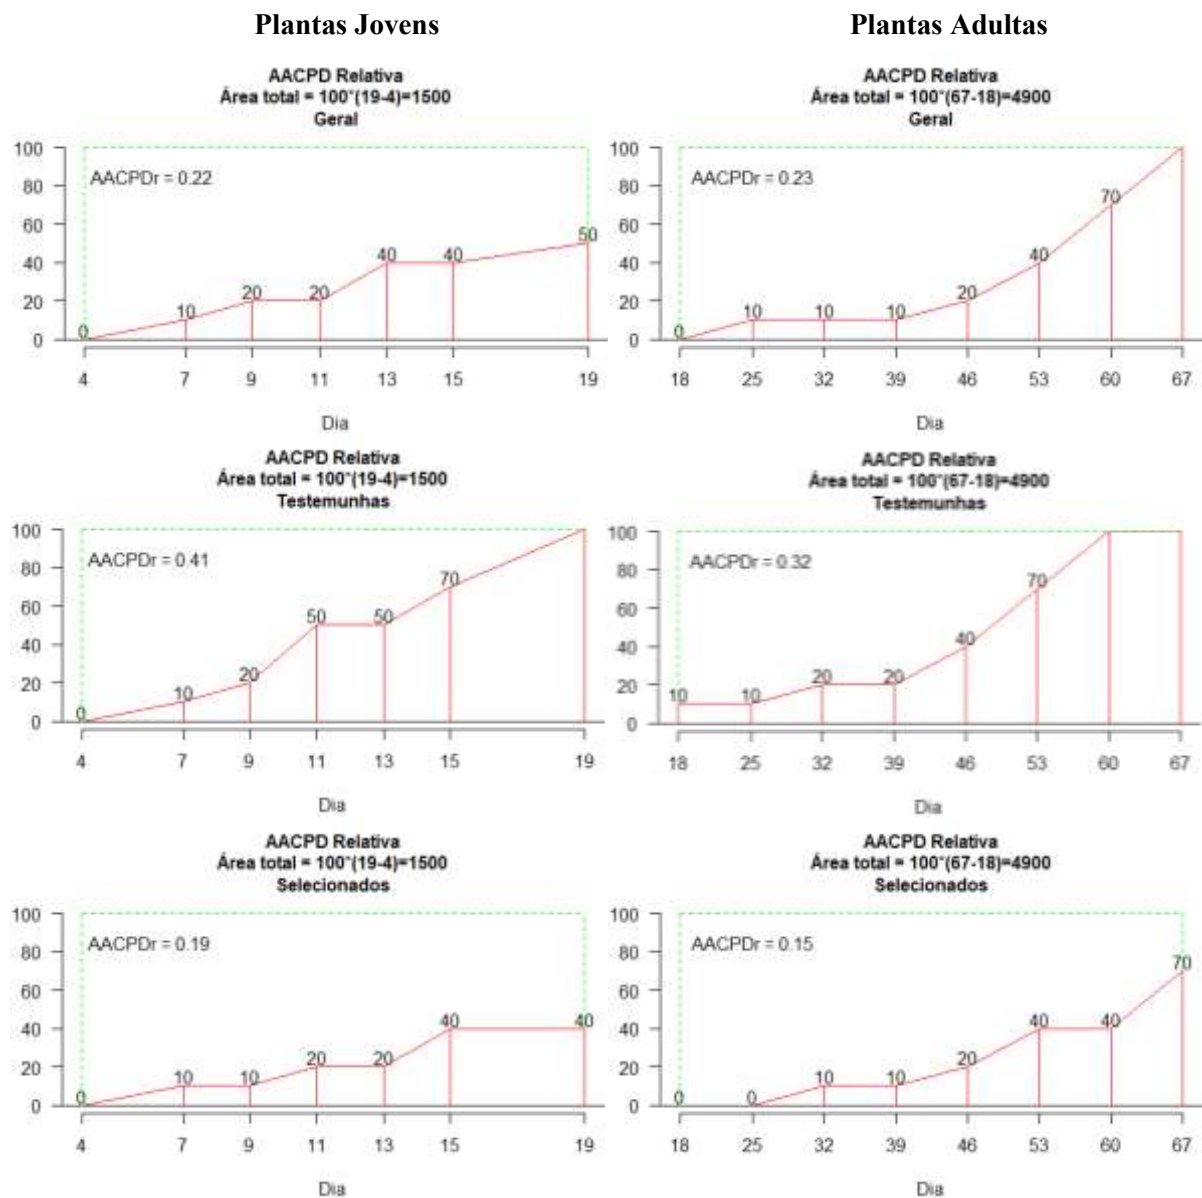 Plantas Jovens
Plantas Adultas
AACPD Relativa
Área total = 100*(19-4)=1500
Geral
100
80
60
40
20
0
AACPDr = 0.22
0
10
20
20
40
40
50
4 7 9 11 13 15 19
Dia
AACPD Relativa
Área total = 100*(67-18)=4900
Geral
100
80
60
40
20
0
AACPDr = 0.23
0
10
10
10
20
40
70
18 25 32 39 46 53 60 67
Dia
AACPD Relativa
Área total = 100*(19-4)=1500
Testemunhas
100
80
60
40
20
0
AACPDr = 0.41
0
10
20
50
50
70
4 7 9 11 13 15 19
Dia
AACPD Relativa
Área total = 100*(67-18)=4900
Testemunhas
100
80
60
40
20
0
AACPDr = 0.32
10
10
20
20
40
70
18 25 32 39 46 53 60 67
Dia
AACPD Relativa
Área total = 100*(19-4)=1500
Selecionados
100
80
60
40
20
0
AACPDr = 0.19
0
10
10
20
20
40
40
4 7 9 11 13 15 19
Dia
AACPD Relativa
Área total = 100*(67-18)=4900
Selecionados
100
80
60
40
20
0
AACPDr = 0.15
0
0
10
10
20
40
40
70
18 25 32 39 46 53 60 67
Dia